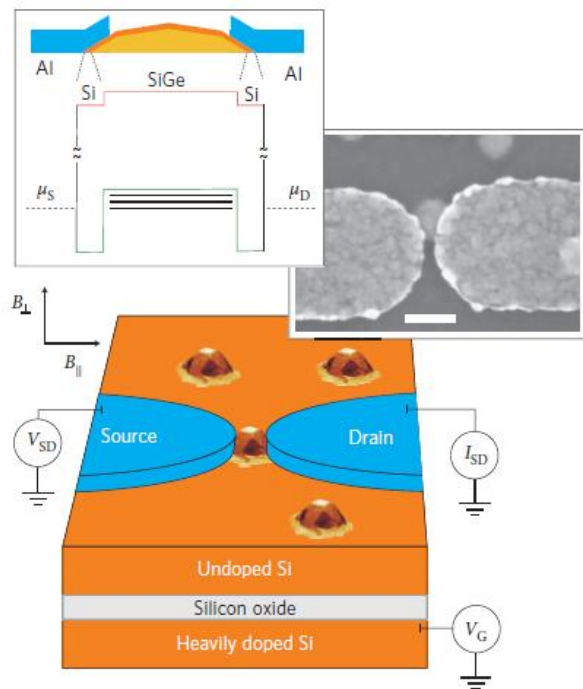 Al
Al
Si
SiGe
Si
≈
≈
μS
μD
B⊥
B||
VSD
Source
Drain
ISD
Undoped Si
Silicon oxide
Heavily doped Si
VG